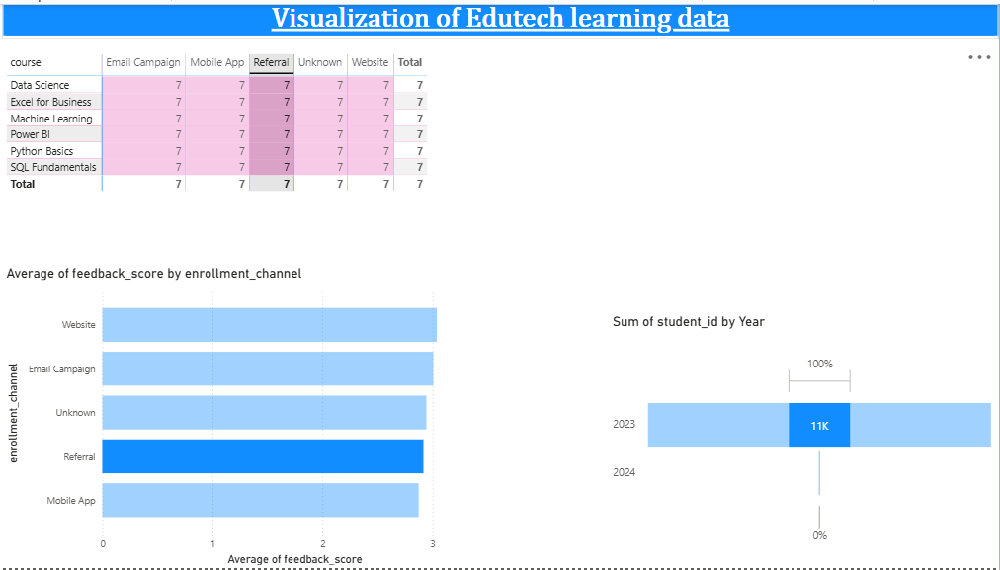 Visualization of Edutech learning data
course Email Campaign Mobile App Referral Unknown Website Total
Data Science 7 7 7 7 7 7
Excel for Business 7 7 7 7 7 7
Machine Learning 7 7 7 7 7 7
Power BI 7 7 7 7 7 7
Python Basics 7 7 7 7 7 7
SQL Fundamentals 7 7 7 7 7 7
Total 7 7 7 7 7 7
Average of feedback_score by enrollment_channel
enrollment_channel
Website
Email Campaign
Unknown
Referral
Mobile App
0 1 2 3
Average of feedback_score
Sum of student_id by Year
100%
2023 11K
2024
0%